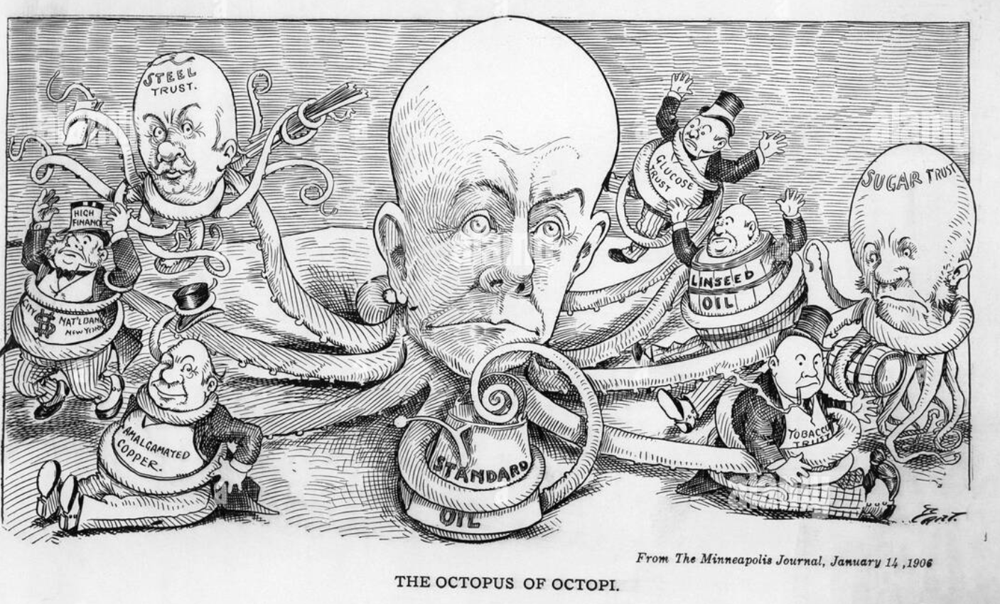 STEEL
TRUST.
HIGH
FINANC
CITY
$
NAT'L BANK
NEW YORK
AMALGAMATED
COPPER.
STANDARD
OIL
GLUCOSE
TRUST
LINSEED
OIL
SUGAR TRUST
TOBACCO
TRUST
From The Minneapolis Journal, January 14, 1906
THE OCTOPUS OF OCTOPI.
alamy